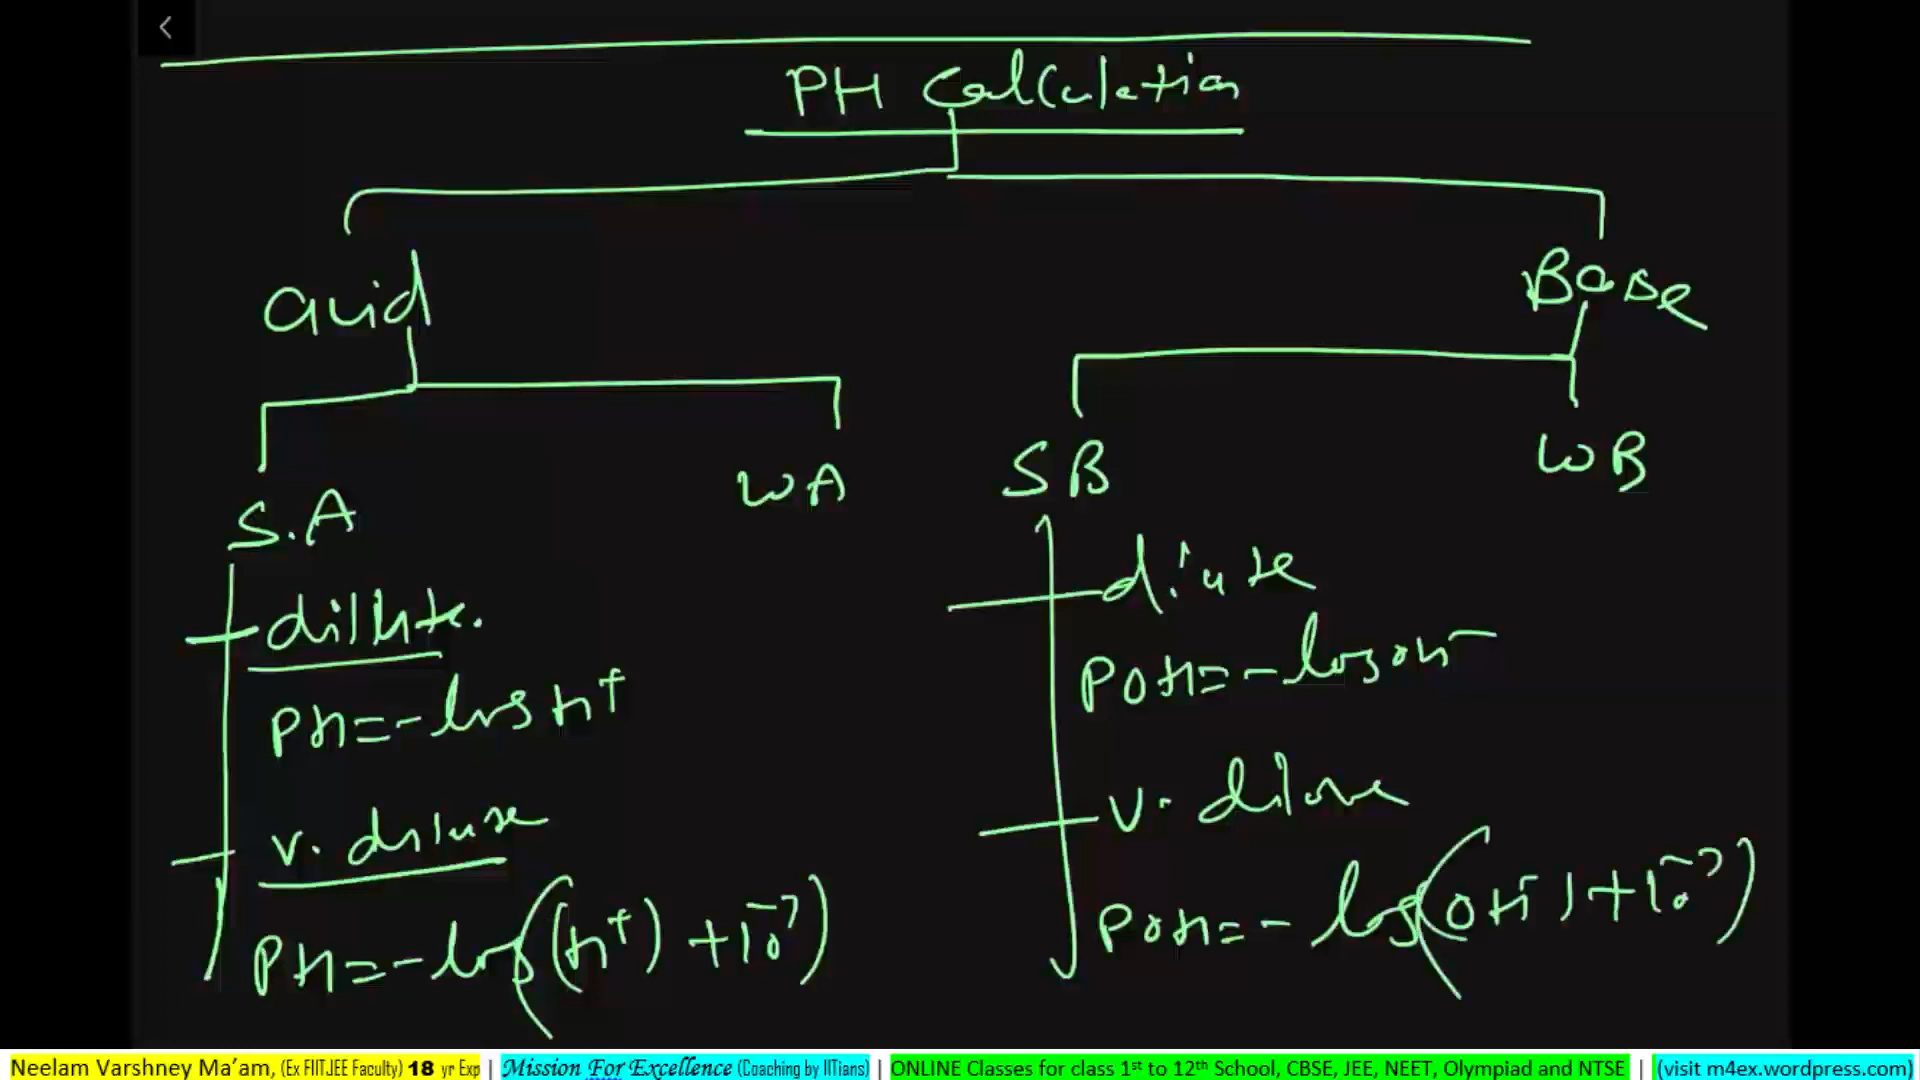 PH Calculation
acid
Base
S.A
WA
SB
WB
dillute.
PH=-log H+
v. dilute
PH=-log((H+) +10-7)
dilute
POH=-log OH-
v. dilute
POH=-log(OH-)+10-7)
Neelam Varshney Ma’am, (Ex FIITJEE Faculty) 18 yr Exp | Mission For Excellence (Coaching by IITians) | ONLINE Classes for class 1st to 12th School, CBSE, JEE, NEET, Olympiad and NTSE | (visit m4ex.wordpress.com)